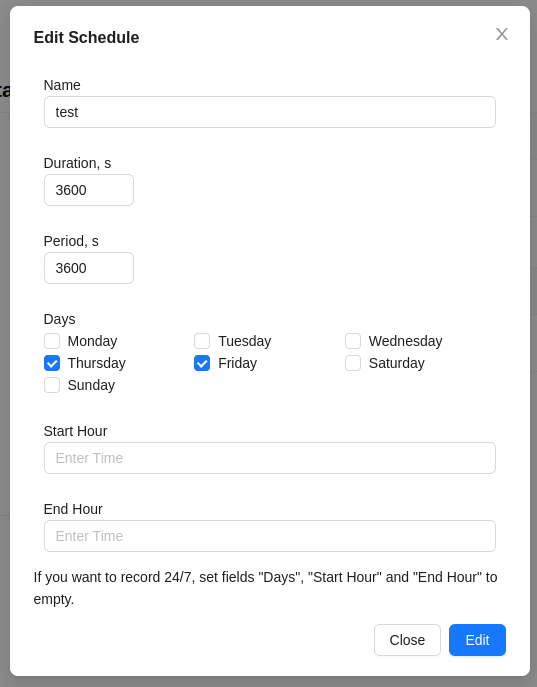 Edit Schedule
Name
test
Duration, s
3600
Period, s
3600
Days
Monday Tuesday Wednesday
Thursday Friday Saturday
Sunday
Start Hour
Enter Time
End Hour
Enter Time
If you want to record 24/7, set fields "Days", "Start Hour" and "End Hour" to
empty.
Close Edit